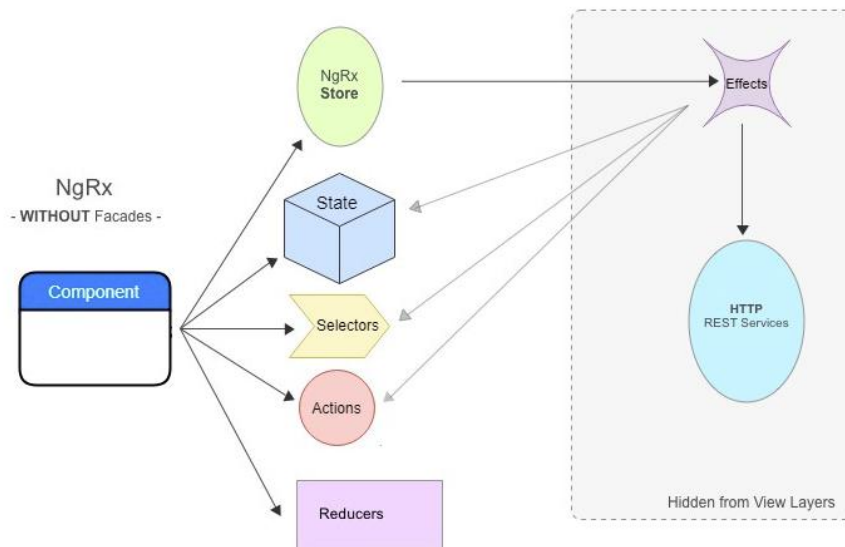 NgRx
- WITHOUT Facades -
Component
NgRx
Store
State
Selectors
Actions
Reducers
Effects
HTTP
REST Services
Hidden from View Layers